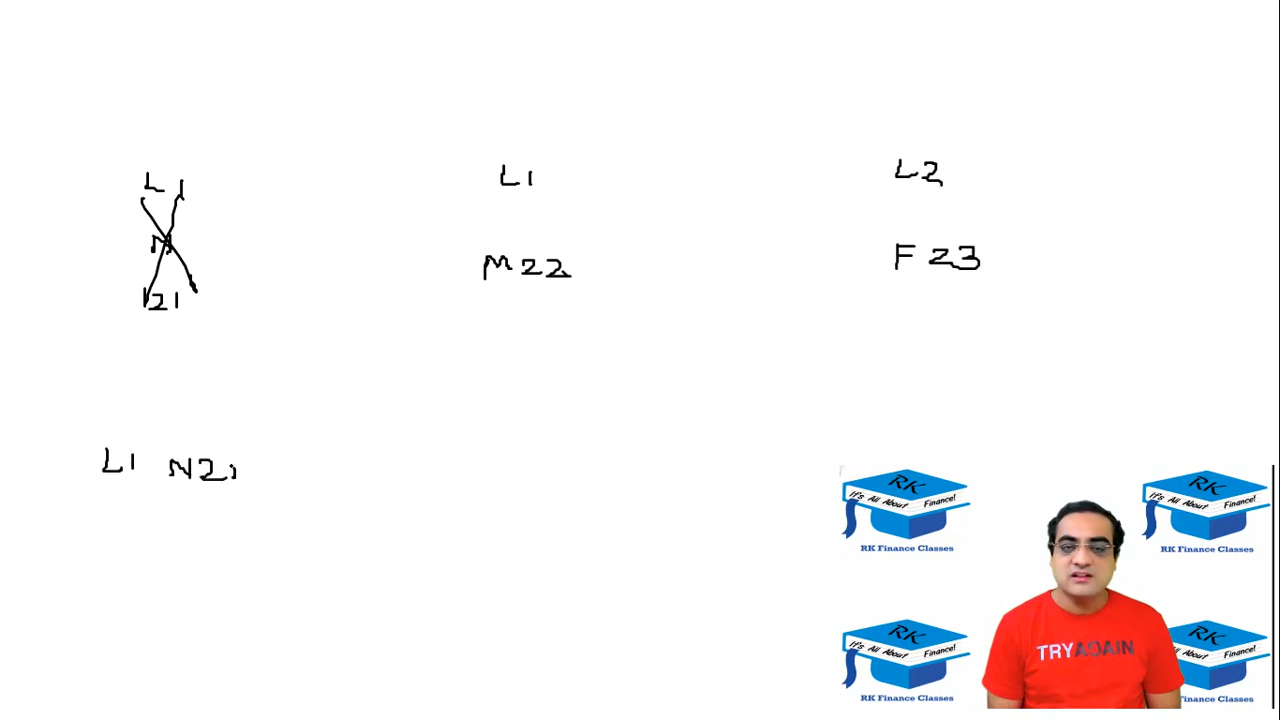 L1
N
21
L1
M22
L2
F23
L1 N21
RK
It's All About Finance!
RK Finance Classes
RK
It's All About Finance!
RK Finance Classes
RK
It's All About Finance!
RK Finance Classes
RK
It's All About Finance!
Finance Classes
TRYAGAIN